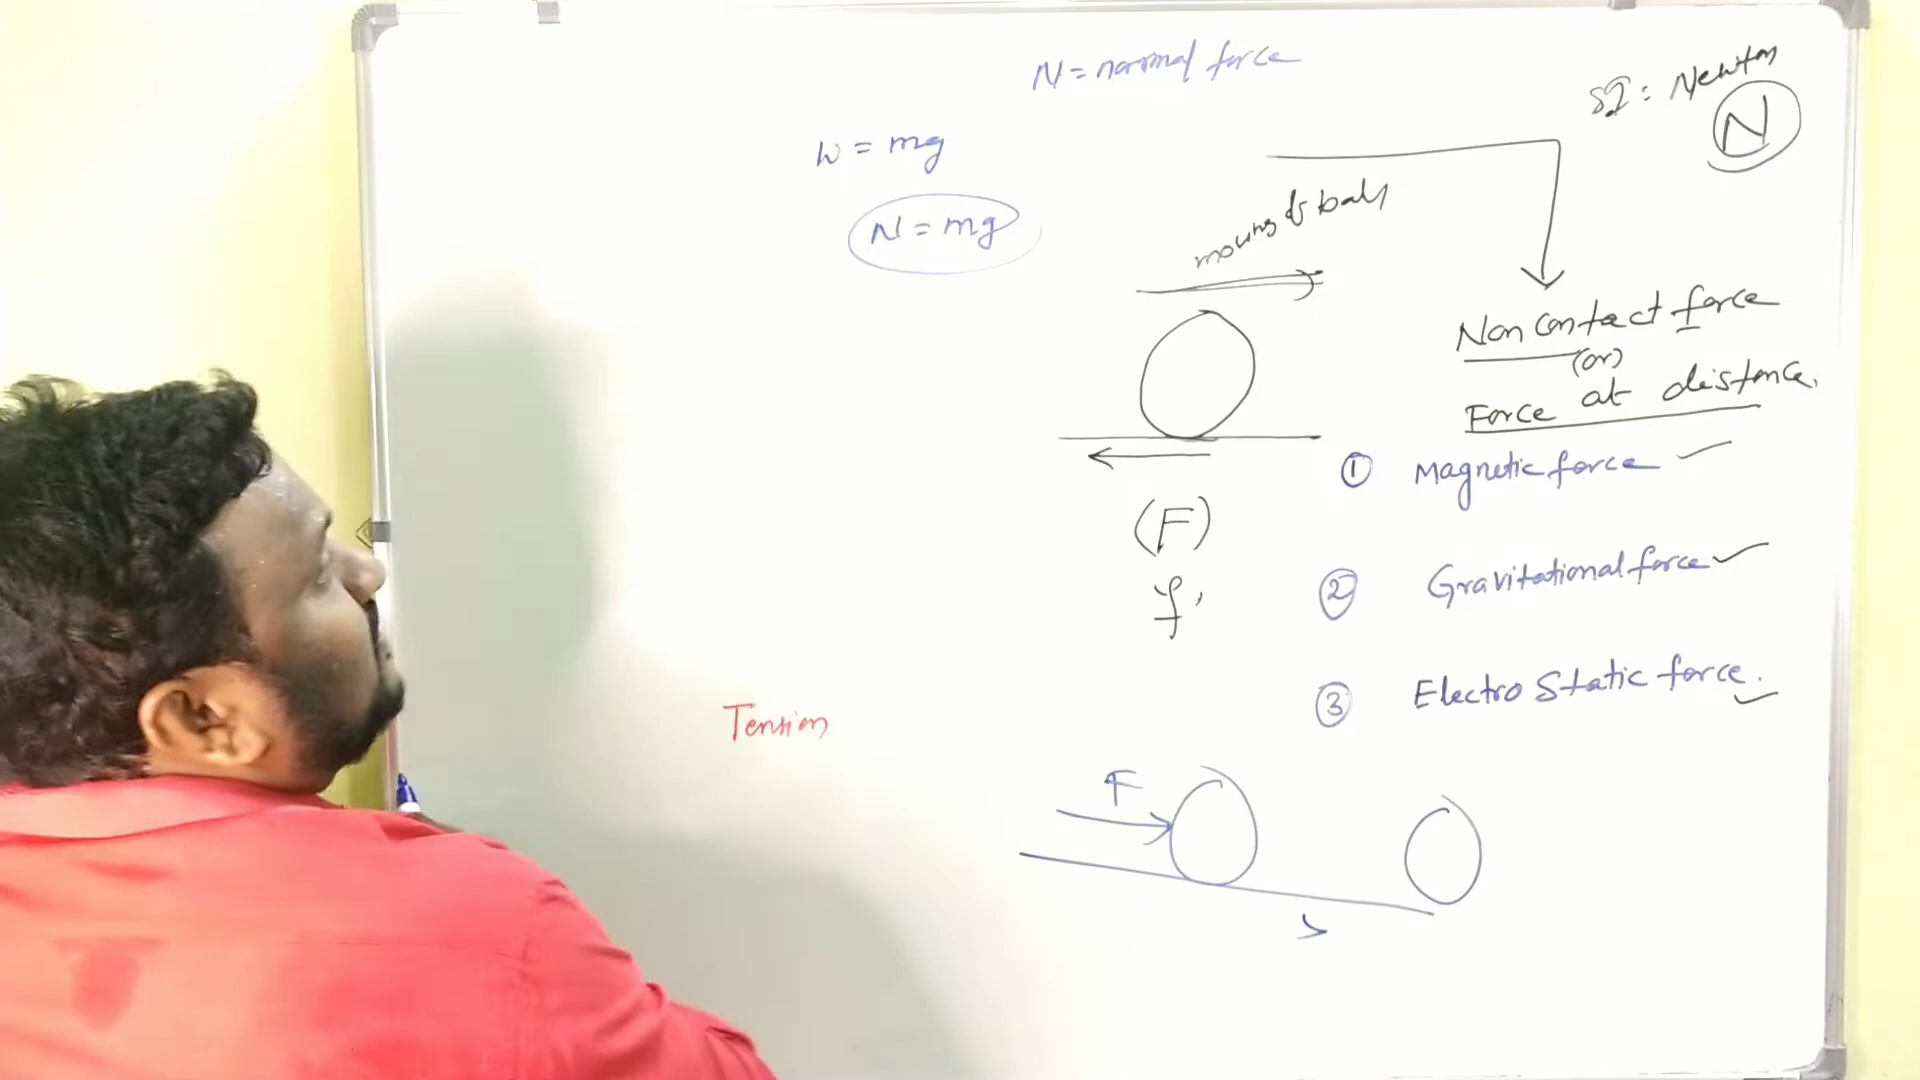 N = normal force
SI : Newton
N
W = mg
N = mg
moving of ball
Non Contact force
(or)
Force at distance.
① Magnetic force
(F)
② Gravitational force
f,
③ Electro Static force.
Tension
F